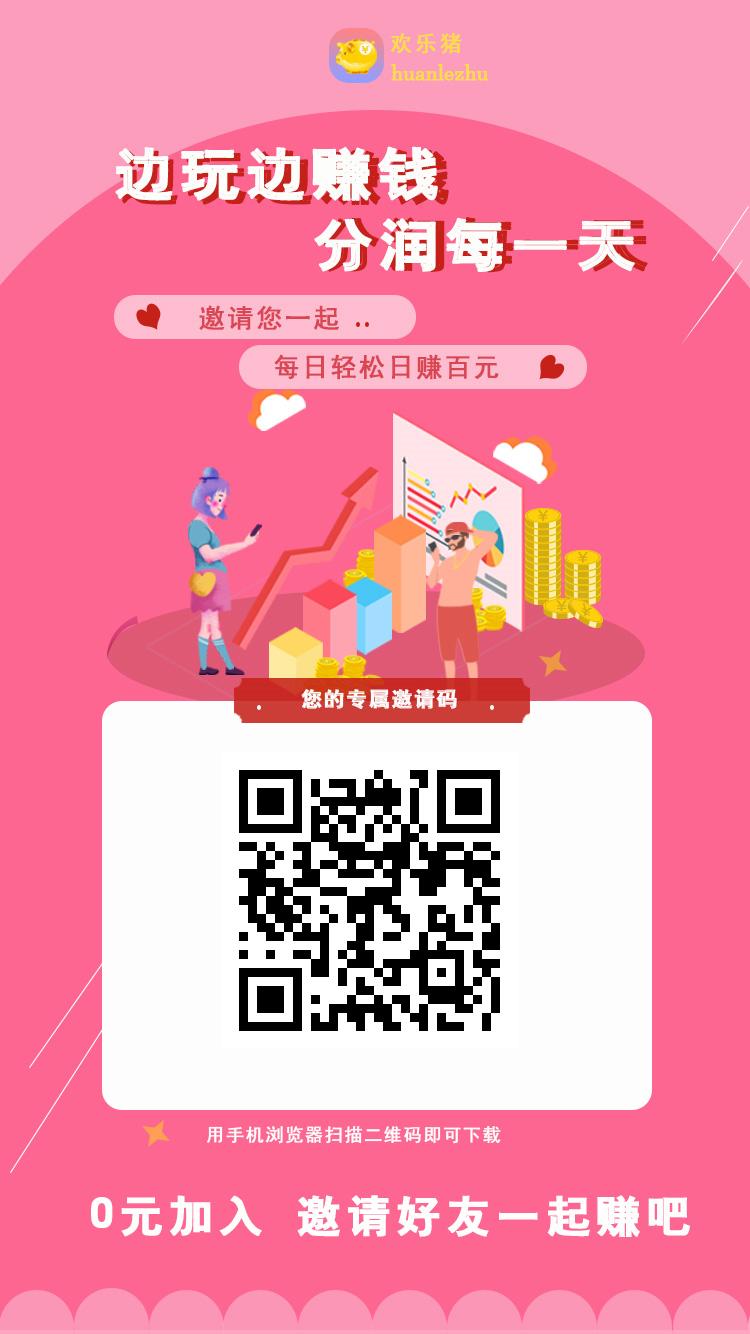 欢乐猪
huanlezhu
边玩边赚钱
分润每一天
邀请您一起 ..
每日轻松日赚百元
您的专属邀请码
用手机浏览器扫描二维码即可下载
0元加入 邀请好友一起赚吧